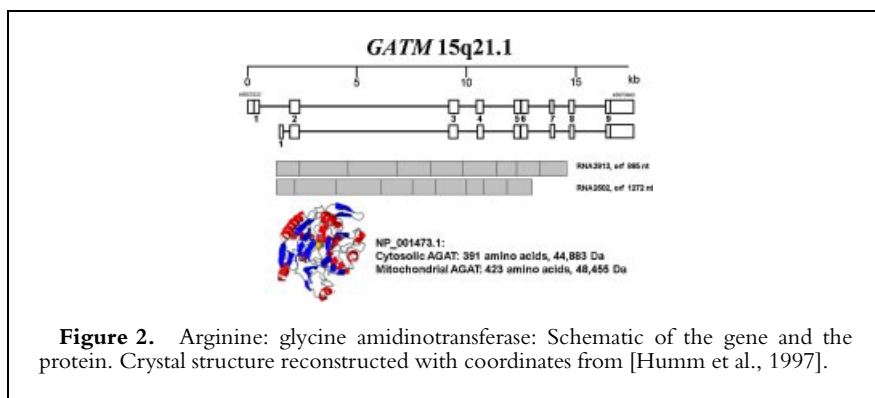 GATM 15q21.1
0 5 10 15 kb
1 2 3 4 5 6 7 8 9
1
RNA3913, orf 995 nt
RNA3502, orf 1272 nt
NP_001473.1:
Cytosolic AGAT: 391 amino acids, 44,883 Da
Mitochondrial AGAT: 423 amino acids, 48,455 Da
Figure 2. Arginine: glycine amidinotransferase: Schematic of the gene and the
protein. Crystal structure reconstructed with coordinates from [Humm et al., 1997].